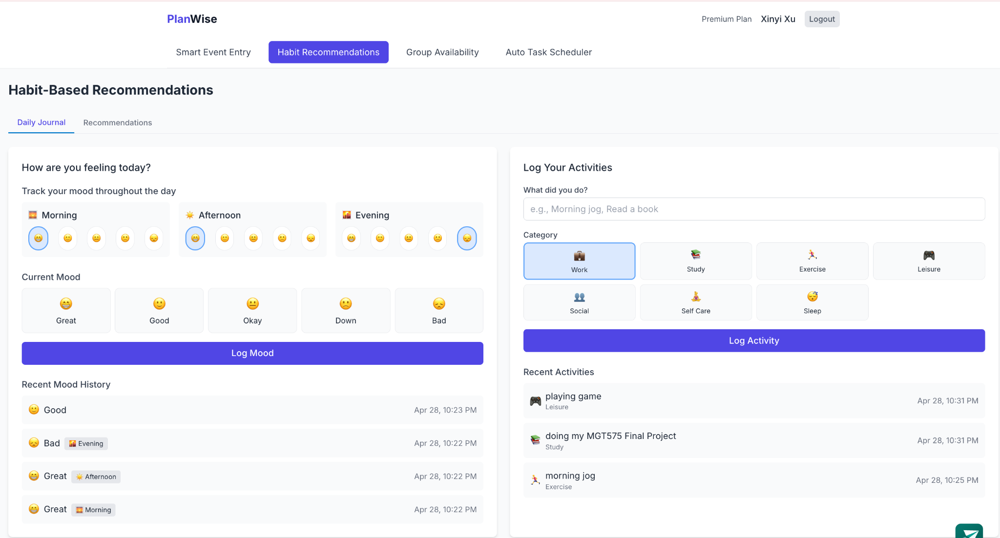 PlanWise
Premium Plan Xinyi Xu Logout
Smart Event Entry Habit Recommendations Group Availability Auto Task Scheduler
Habit-Based Recommendations
Daily Journal Recommendations
How are you feeling today?
Track your mood throughout the day
Morning Afternoon Evening
Current Mood
Great Good Okay Down Bad
Log Mood
Recent Mood History
Good Apr 28, 10:23 PM
Bad Evening Apr 28, 10:22 PM
Great Afternoon Apr 28, 10:22 PM
Great Morning Apr 28, 10:22 PM
Log Your Activities
What did you do?
e.g., Morning jog, Read a book
Category
Work Study Exercise Leisure
Social Self Care Sleep
Log Activity
Recent Activities
playing game
Leisure
Apr 28, 10:31 PM
doing my MGT575 Final Project
Study
Apr 28, 10:31 PM
morning jog
Exercise
Apr 28, 10:25 PM